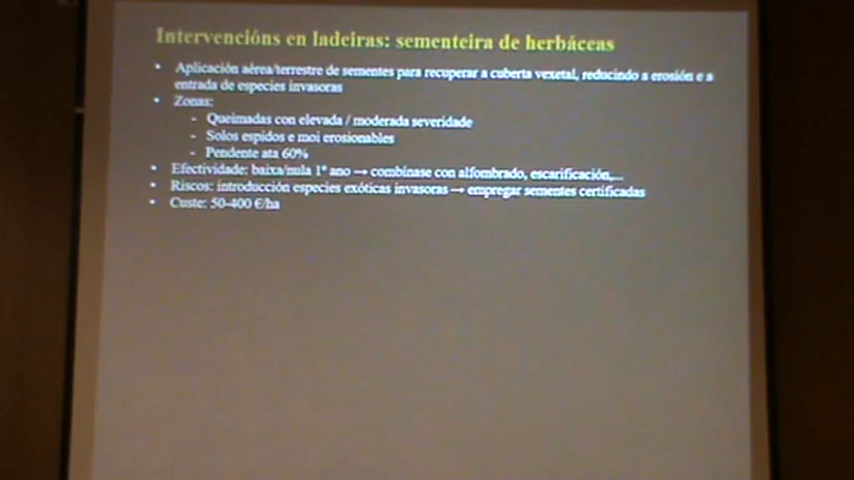 Intervencións en ladeiras: sementeira de herbáceas
• Aplicación aérea/terrestre de sementes para recuperar a cuberta vexetal, reducindo a erosión e a
entrada de especies invasoras
• Zonas:
- Queimadas con elevada / moderada severidade
- Solos espidos e moi erosionables
- Pendente ata 60%
• Efectividade: baixa/nula 1º ano → combínase con alfombrado, escarificación,...
• Riscos: introducción especies exóticas invasoras → empregar sementes certificadas
• Custe: 50-400 €/ha